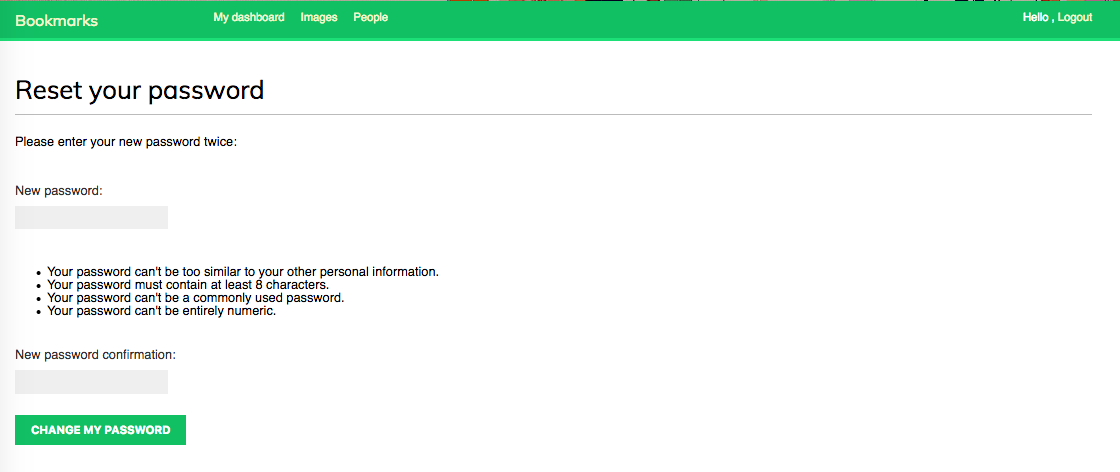 Bookmarks My dashboard Images People Hello , Logout
Reset your password
Please enter your new password twice:
New password:
Your password can't be too similar to your other personal information.
Your password must contain at least 8 characters.
Your password can't be a commonly used password.
Your password can't be entirely numeric.
New password confirmation:
CHANGE MY PASSWORD